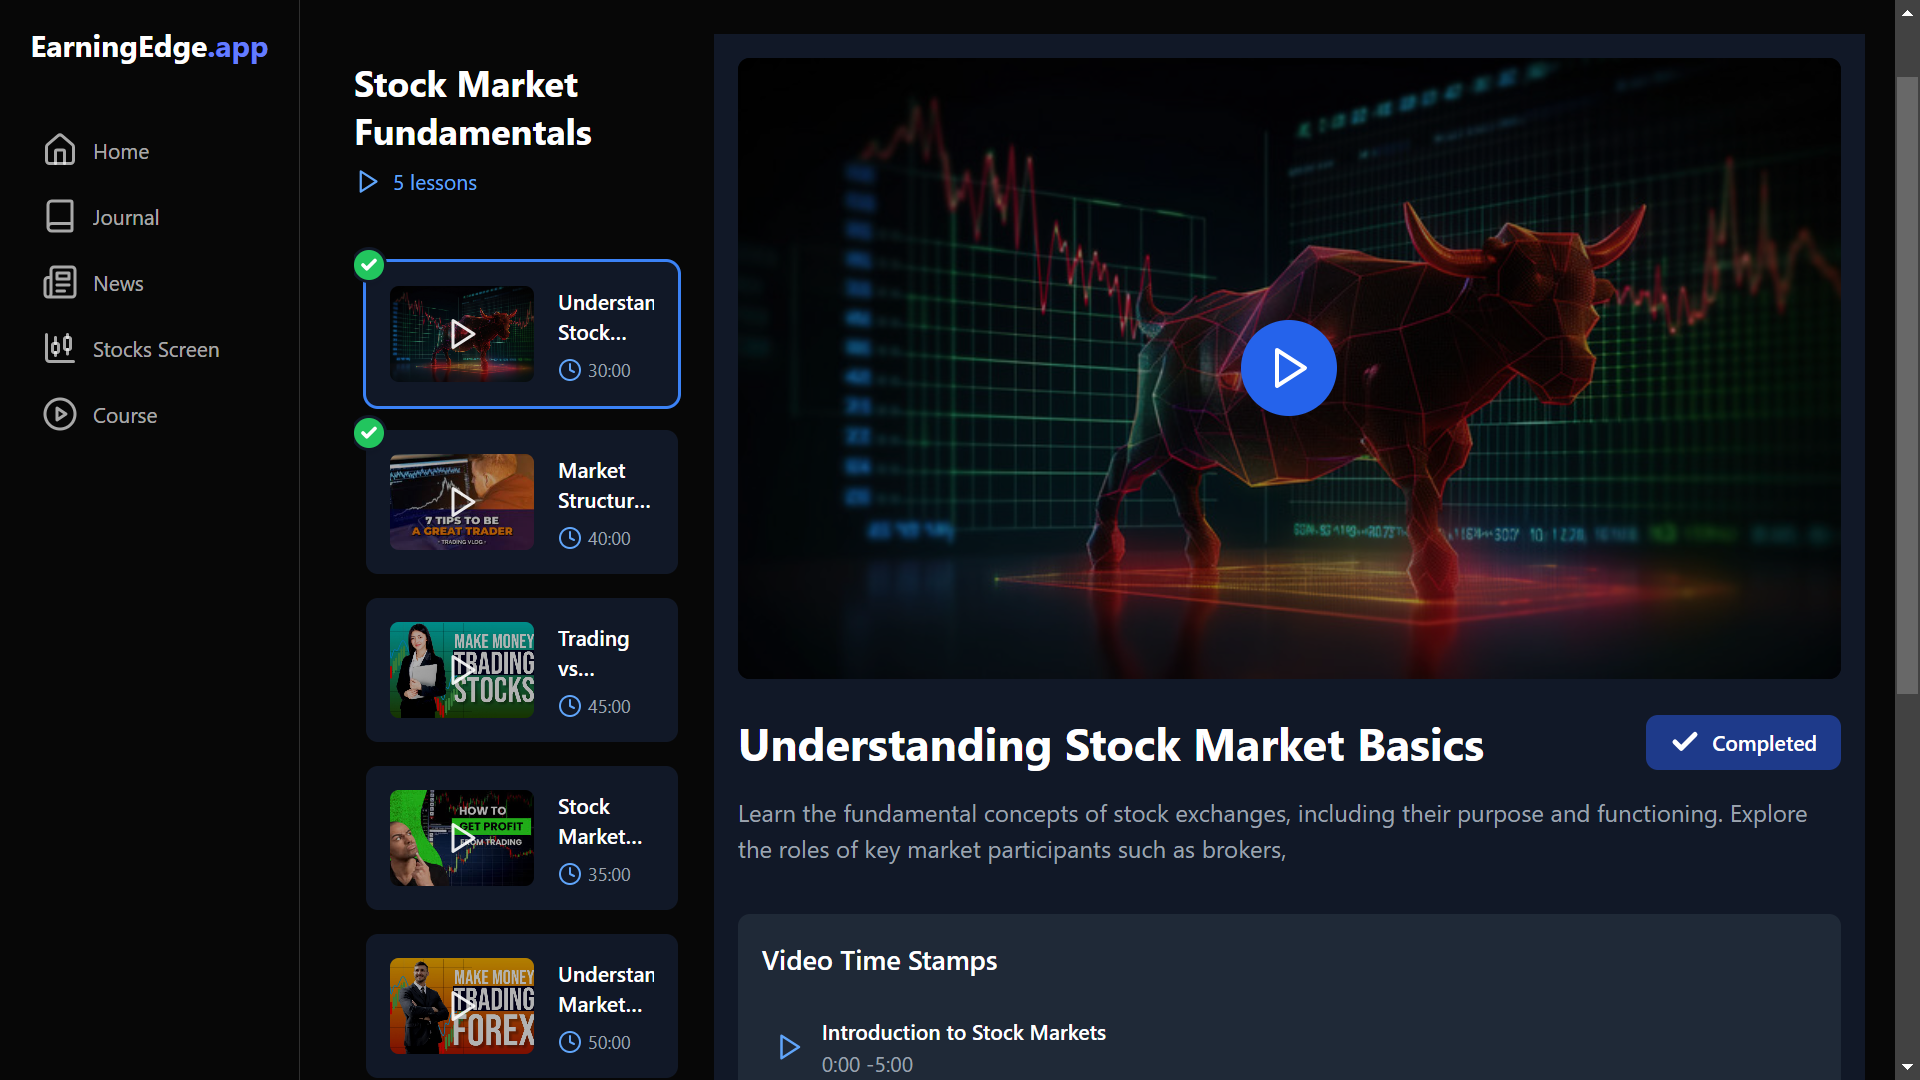 EarningEdge.app
Home
Journal
News
Stocks Screen
Course
Stock Market
Fundamentals
5 lessons
Understan
Stock...
30:00
7 TIPS TO BE
A GREAT TRADER
- TRADING VLOG -
Market
Structur...
40:00
MAKE MONEY
TRADING
STOCKS
Trading
vs...
45:00
HOW TO
GET PROFIT
FROM TRADING
Stock
Market...
35:00
MAKE MONEY
TRADING
FOREX
Understan
Market...
50:00
Understanding Stock Market Basics
Completed
Learn the fundamental concepts of stock exchanges, including their purpose and functioning. Explore
the roles of key market participants such as brokers,
Video Time Stamps
Introduction to Stock Markets
0:00 -5:00